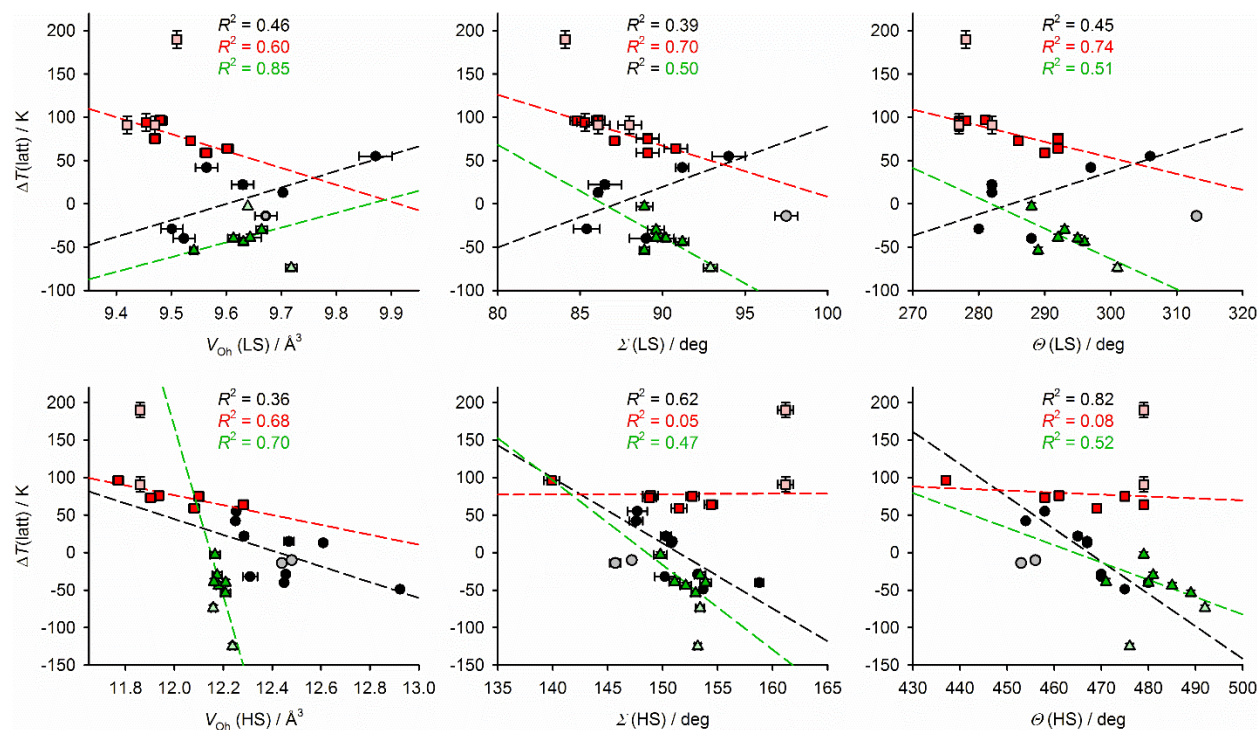 R² = 0.46
R² = 0.60
R² = 0.85
200
150
100
50
0
-50
-100
ΔT(latt) / K
9.4 9.5 9.6 9.7 9.8 9.9
V_Oh (LS) / Å³
R² = 0.39
R² = 0.70
R² = 0.50
80 85 90 95 100
Σ (LS) / deg
R² = 0.45
R² = 0.74
R² = 0.51
270 280 290 300 310 320
Θ (LS) / deg
R² = 0.36
R² = 0.68
R² = 0.70
200
150
100
50
0
-50
-100
-150
ΔT(latt) / K
11.8 12.0 12.2 12.4 12.6 12.8 13.0
V_Oh (HS) / Å³
R² = 0.62
R² = 0.05
R² = 0.47
135 140 145 150 155 160 165
Σ (HS) / deg
R² = 0.82
R² = 0.08
R² = 0.52
430 440 450 460 470 480 490 500
Θ (HS) / deg